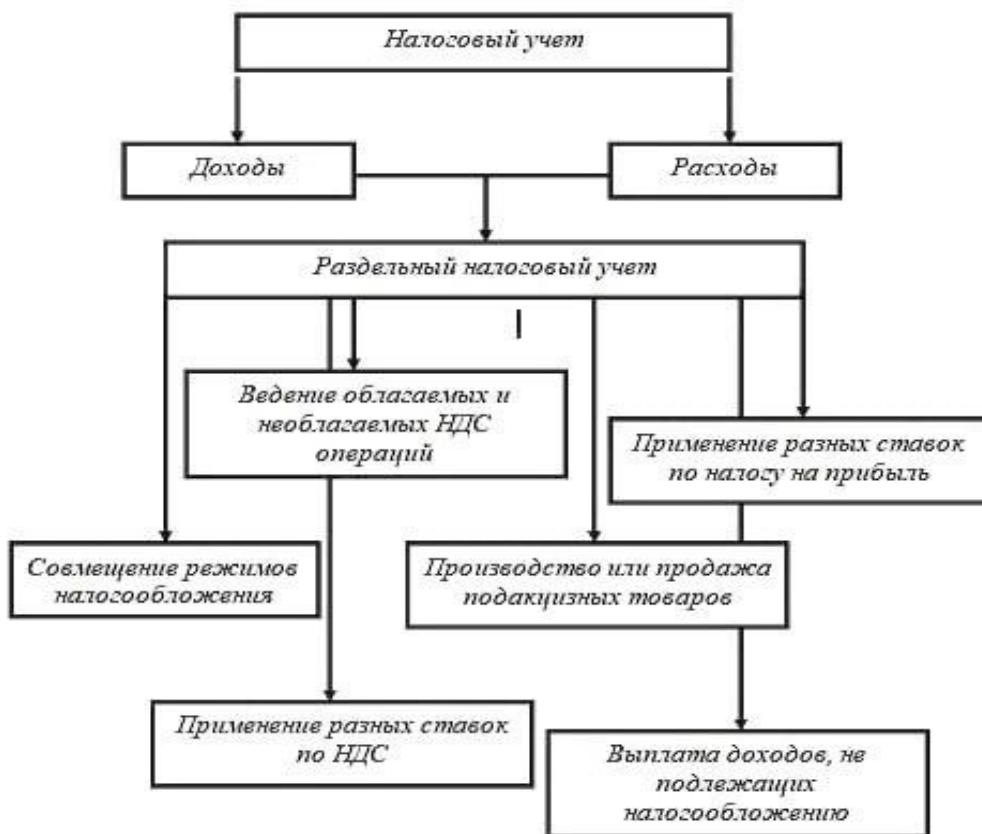 Налоговый учет
Доходы
Расходы
Раздельный налоговый учет
Ведение облагаемых и
необлагаемых НДС
операций
Применение разных ставок
по налогу на прибыль
Совмещение режимов
налогообложения
Производство или продажа
подакцизных товаров
Применение разных ставок
по НДС
Выплата доходов, не
подлежащих
налогообложению